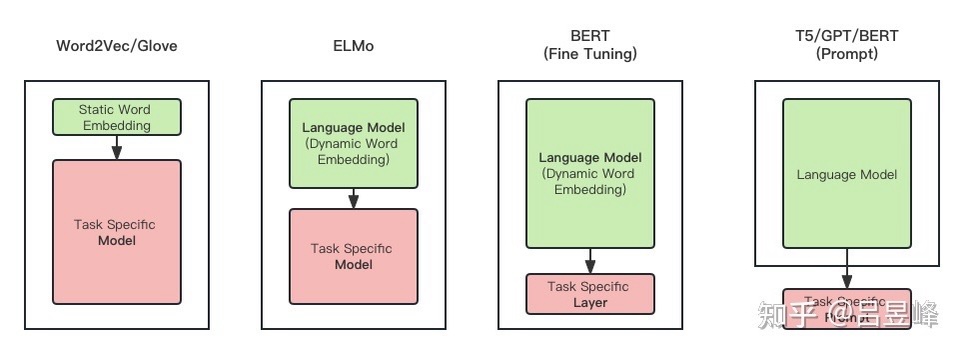 Word2Vec/Glove
Static Word
Embedding
Task Specific
Model
ELMo
Language Model
(Dynamic Word
Embedding)
Task Specific
Model
BERT
(Fine Tuning)
Language Model
(Dynamic Word
Embedding)
Task Specific
Layer
T5/GPT/BERT
(Prompt)
Language Model
Task Specific
Prompt
知乎 @吕昱峰